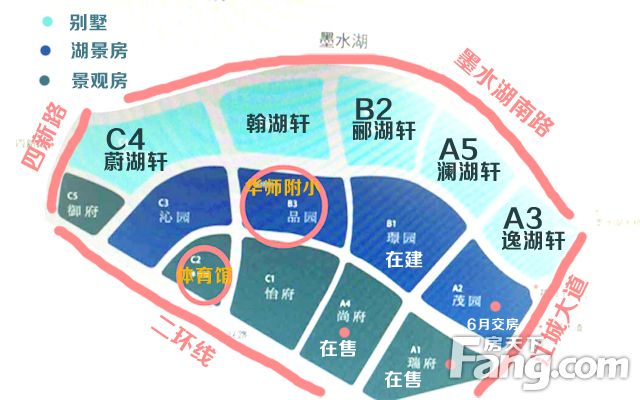 别墅
湖景房
景观房
墨水湖
墨水湖南路
四新路
C4
蔚湖轩
翰湖轩
B2
郦湖轩
A5
澜湖轩
A3
逸湖轩
C5
御府
C3
沁园
华师附小
B3
品园
B1
璟园
在建
A2
茂园
6月交房
C2
体育馆
C1
怡府
A4
尚府
在售
A1
瑞府
在售
二环线
江城大道
房天下
Fang.com